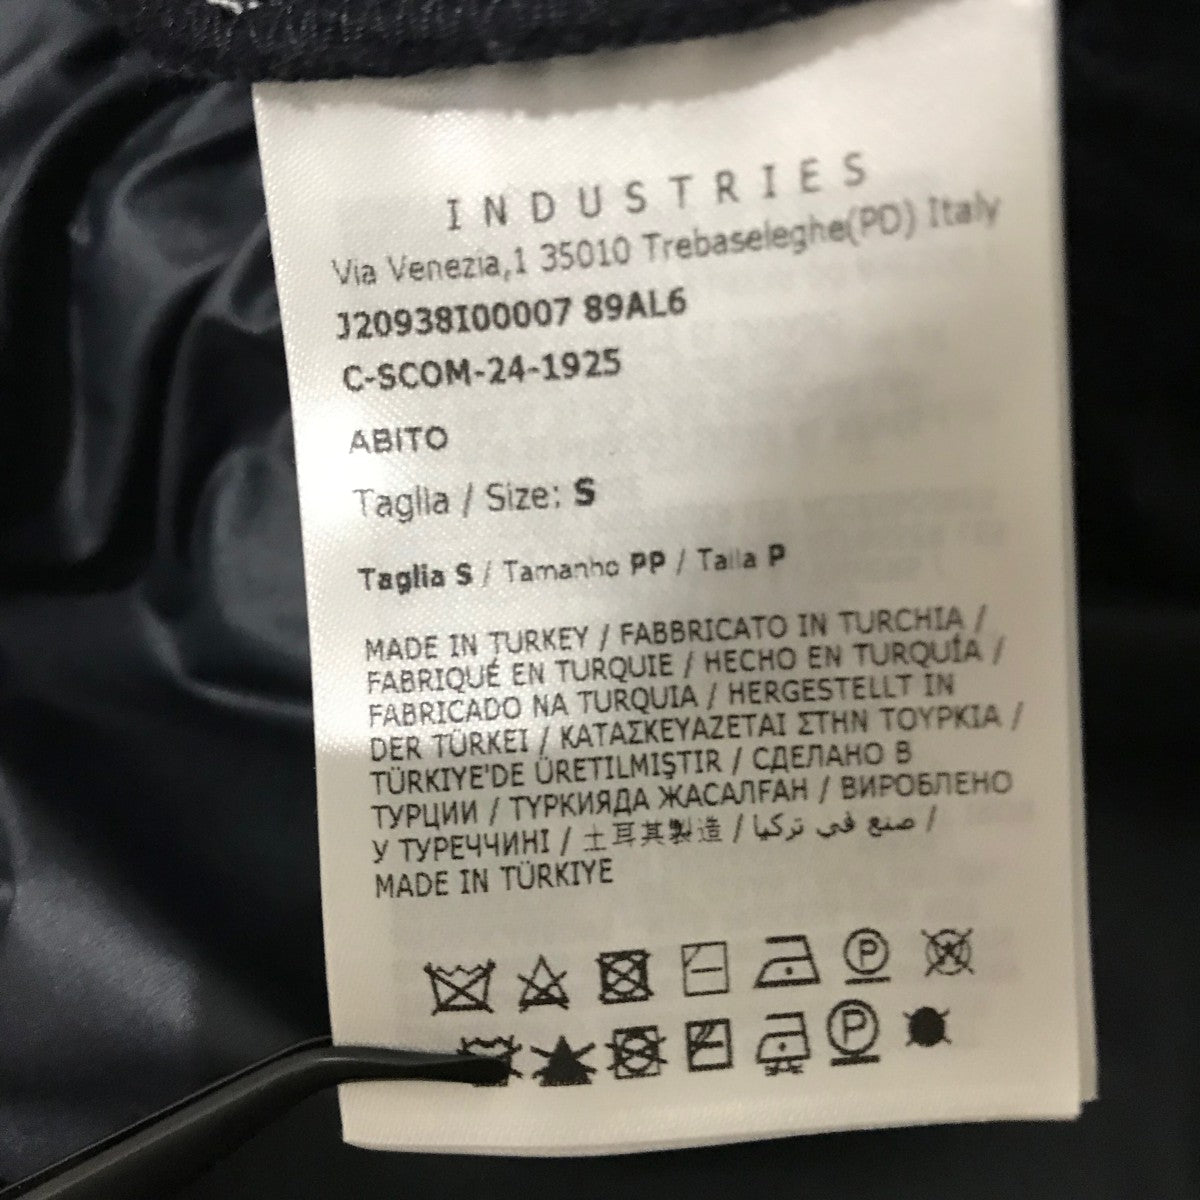 INDUSTRIES
Via Venezia,1 35010 Trebaseleghe(PD) Italy
J20938I00007 89AL6
C-SCOM-24-1925
ABITO
Taglia / Size: S
Taglia S / Tamanho PP / Talla P
MADE IN TURKEY / FABBRICATO IN TURCHIA /
FABRIQUÉ EN TURQUIE / HECHO EN TURQUÍA /
FABRICADO NA TURQUIA / HERGESTELLT IN
DER TÜRKEI / ΚΑΤΑΣΚΕΥΑΖΕΤΑΙ ΣΤΗΝ ΤΟΥΡΚΙΑ /
TÜRKIYE'DE ÜRETILMIŞTIR / СДЕЛАНО В
ТУРЦИИ / ТҮРКИЯДА ЖАСАЛҒАН / ВИРОБЛЕНО
У ТУРЕЧЧИНІ / 土耳其製造 / صنع في تركيا /
MADE IN TÜRKIYE
P
P